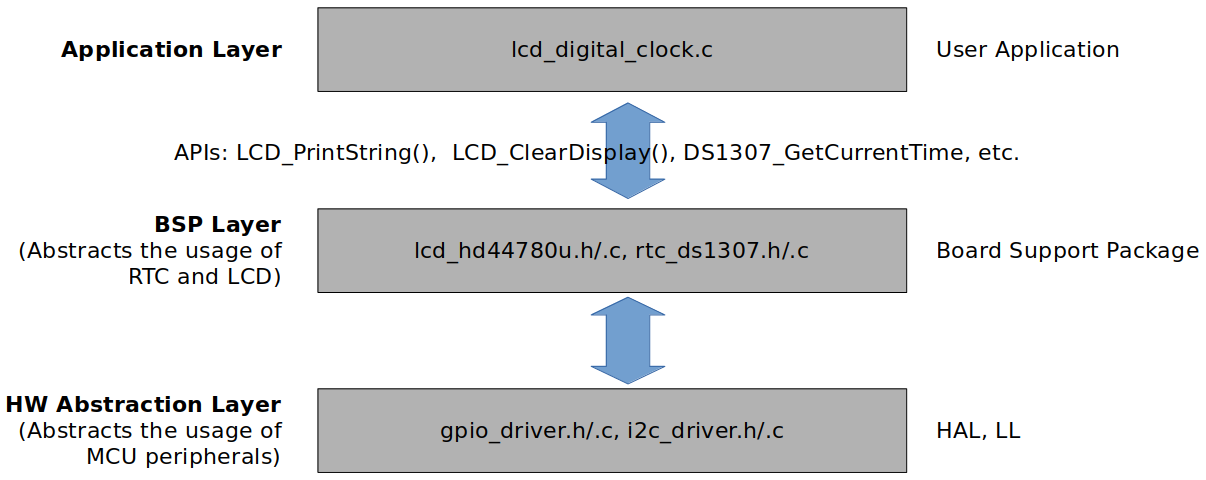 Application Layer
lcd_digital_clock.c
User Application
APIs: LCD_PrintString(),  LCD_ClearDisplay(), DS1307_GetCurrentTime, etc.
BSP Layer
(Abstracts the usage of
RTC and LCD)
lcd_hd44780u.h/.c, rtc_ds1307.h/.c
Board Support Package
HW Abstraction Layer
(Abstracts the usage of
MCU peripherals)
gpio_driver.h/.c, i2c_driver.h/.c
HAL, LL